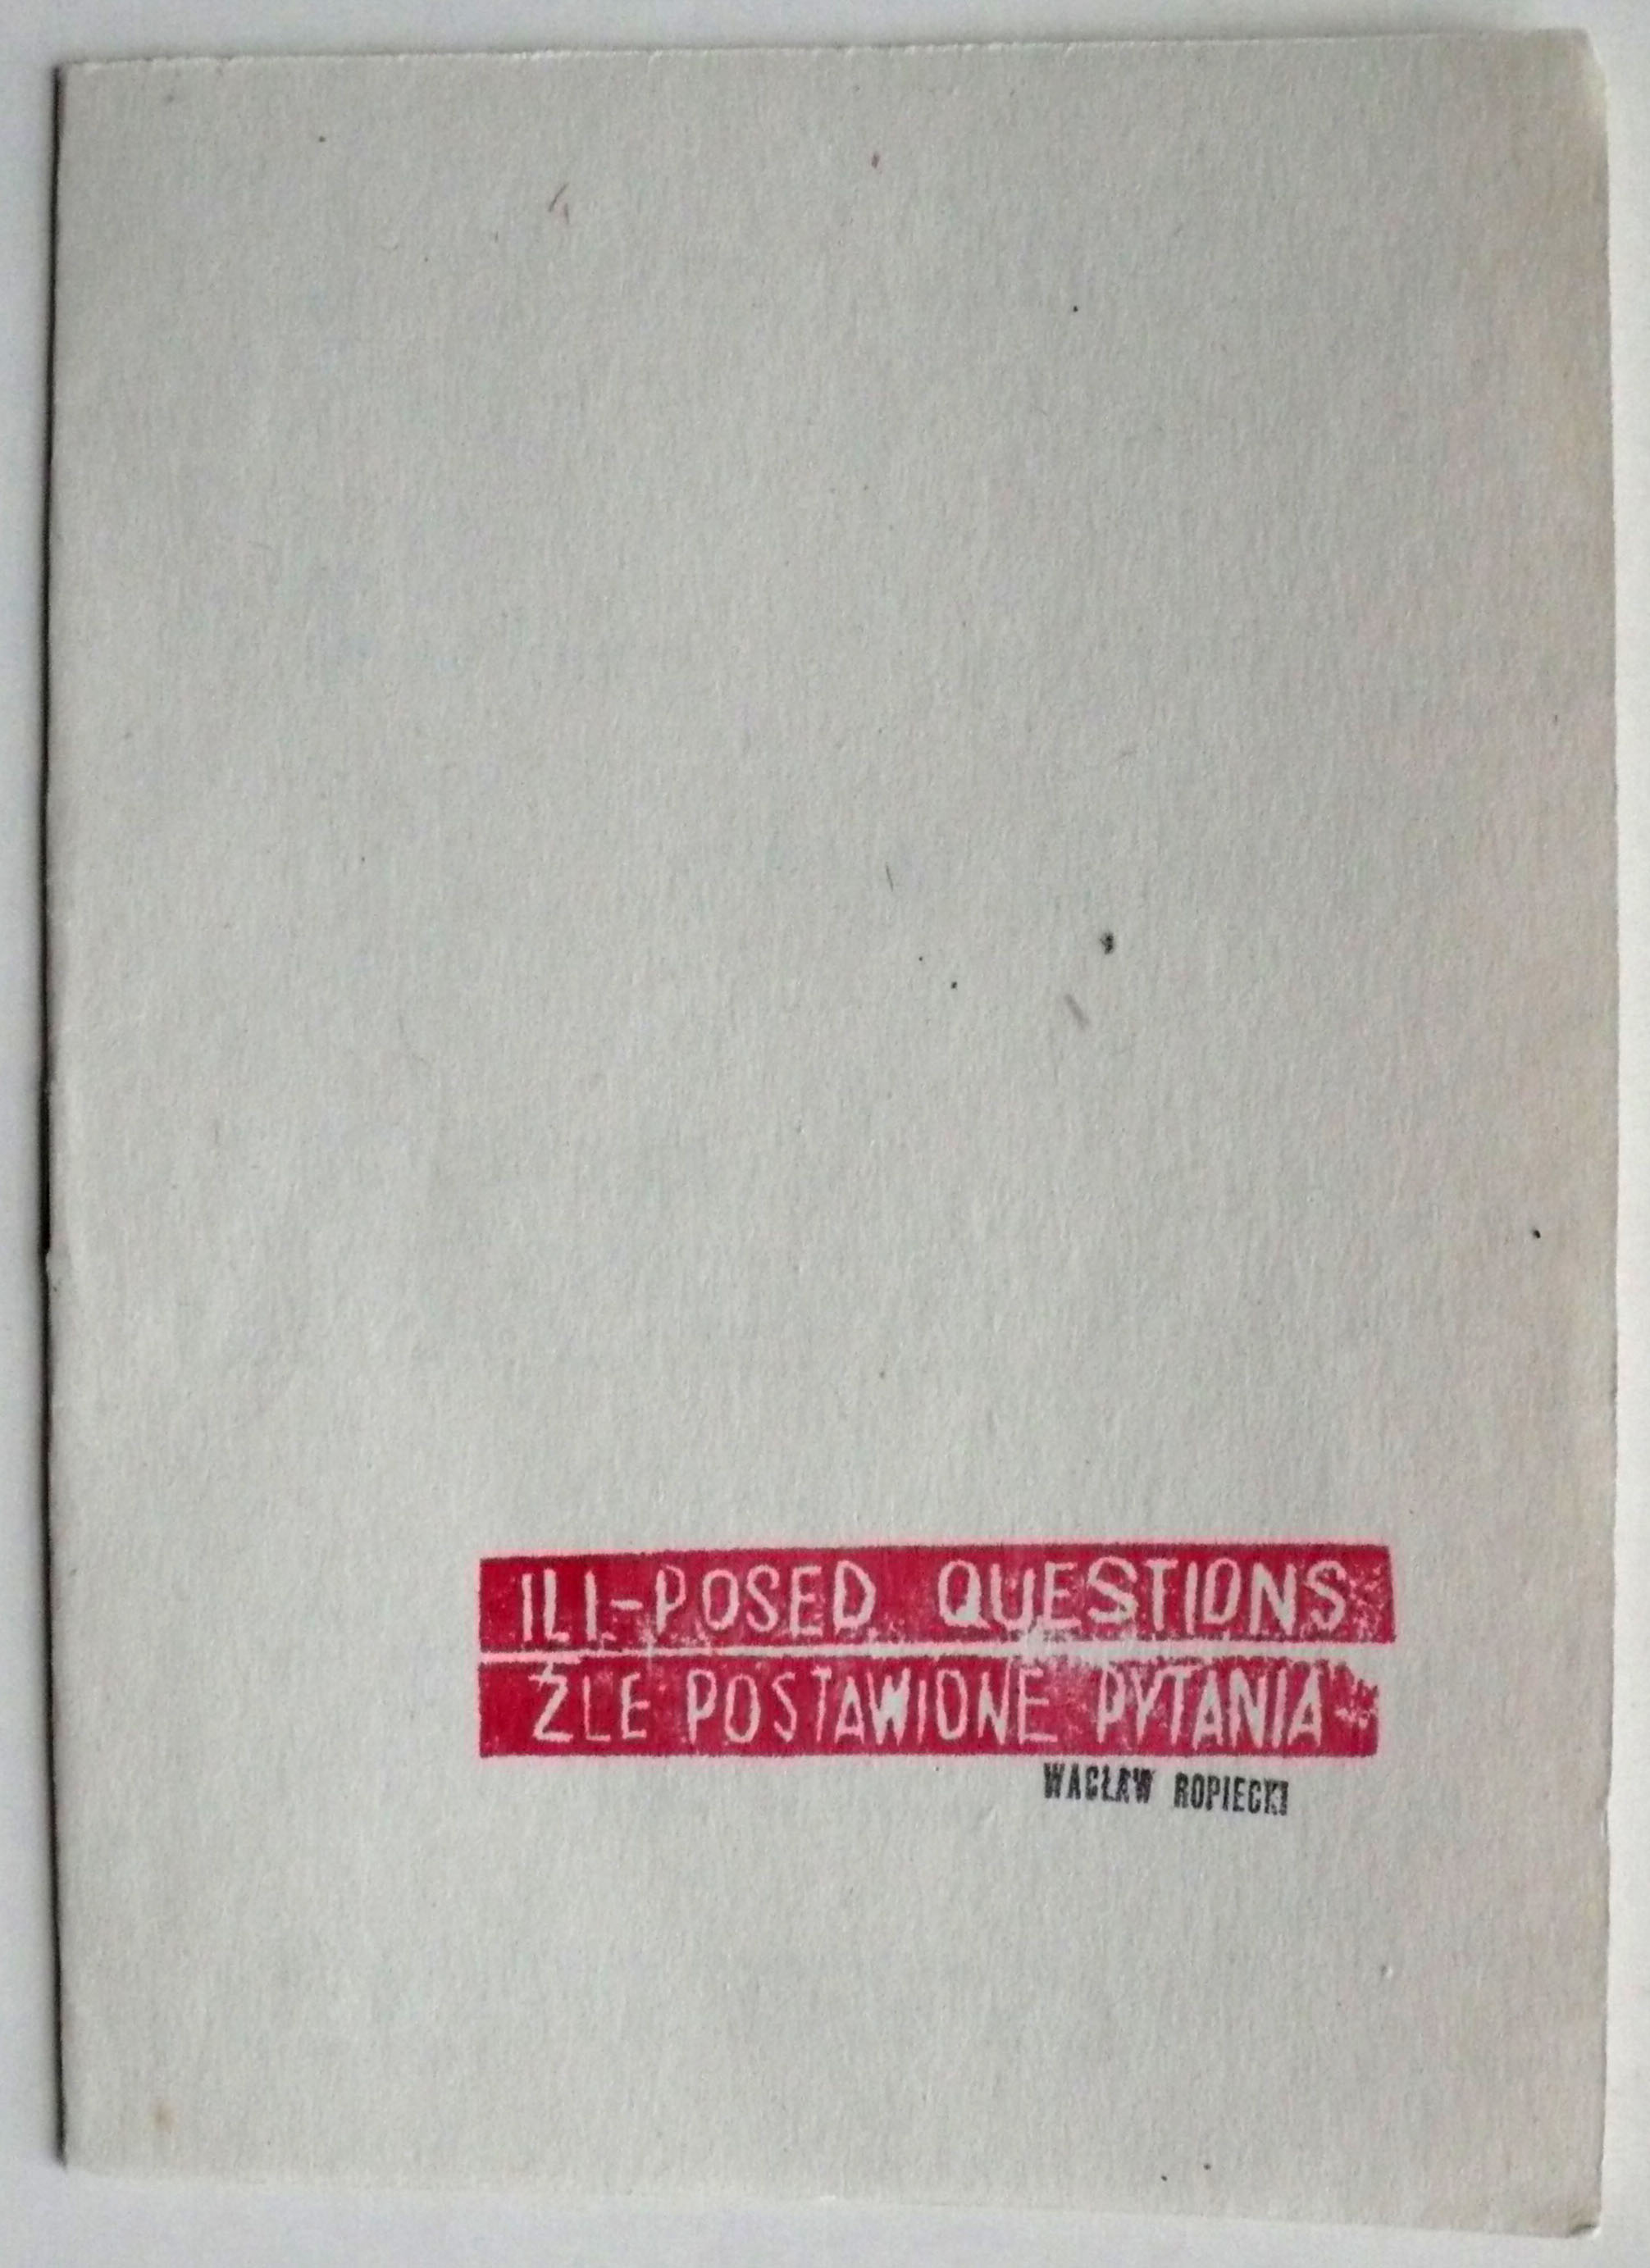 ILL-POSED QUESTIONS
ŹLE POSTAWIONE PYTANIA
WACŁAW ROPIECKI